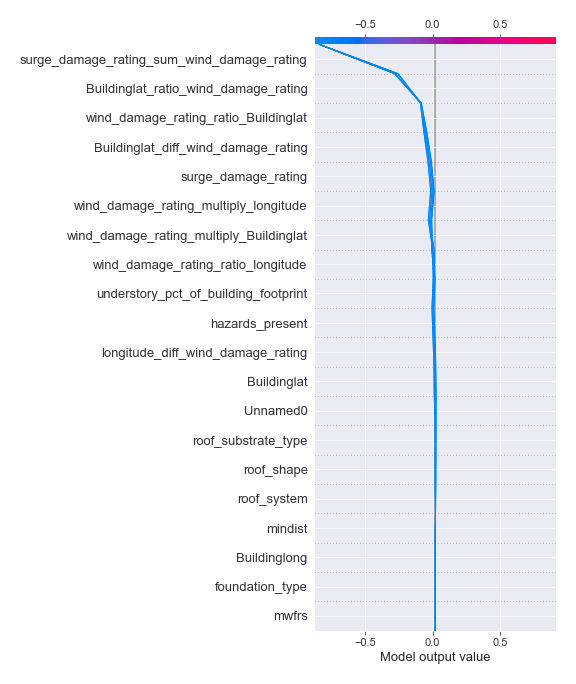 −0.5 0.0 0.5
surge_damage_rating_sum_wind_damage_rating
Buildinglat_ratio_wind_damage_rating
wind_damage_rating_ratio_Buildinglat
Buildinglat_diff_wind_damage_rating
surge_damage_rating
wind_damage_rating_multiply_longitude
wind_damage_rating_multiply_Buildinglat
wind_damage_rating_ratio_longitude
understory_pct_of_building_footprint
hazards_present
longitude_diff_wind_damage_rating
Buildinglat
Unnamed0
roof_substrate_type
roof_shape
roof_system
mindist
Buildinglong
foundation_type
mwfrs
−0.5 0.0 0.5
Model output value